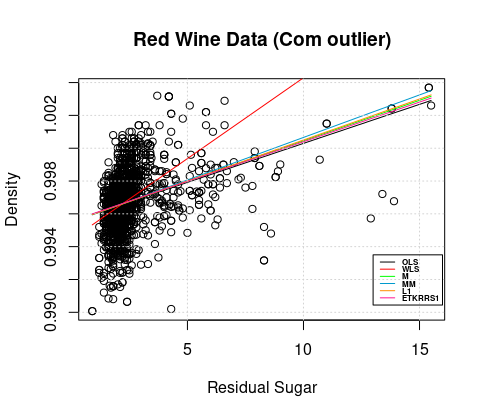 Red Wine Data (Com outlier)
Density
1.002
0.998
0.994
0.990
OLS
WLS
M
MM
L1
ETKRRS1
5
10
15
Residual Sugar